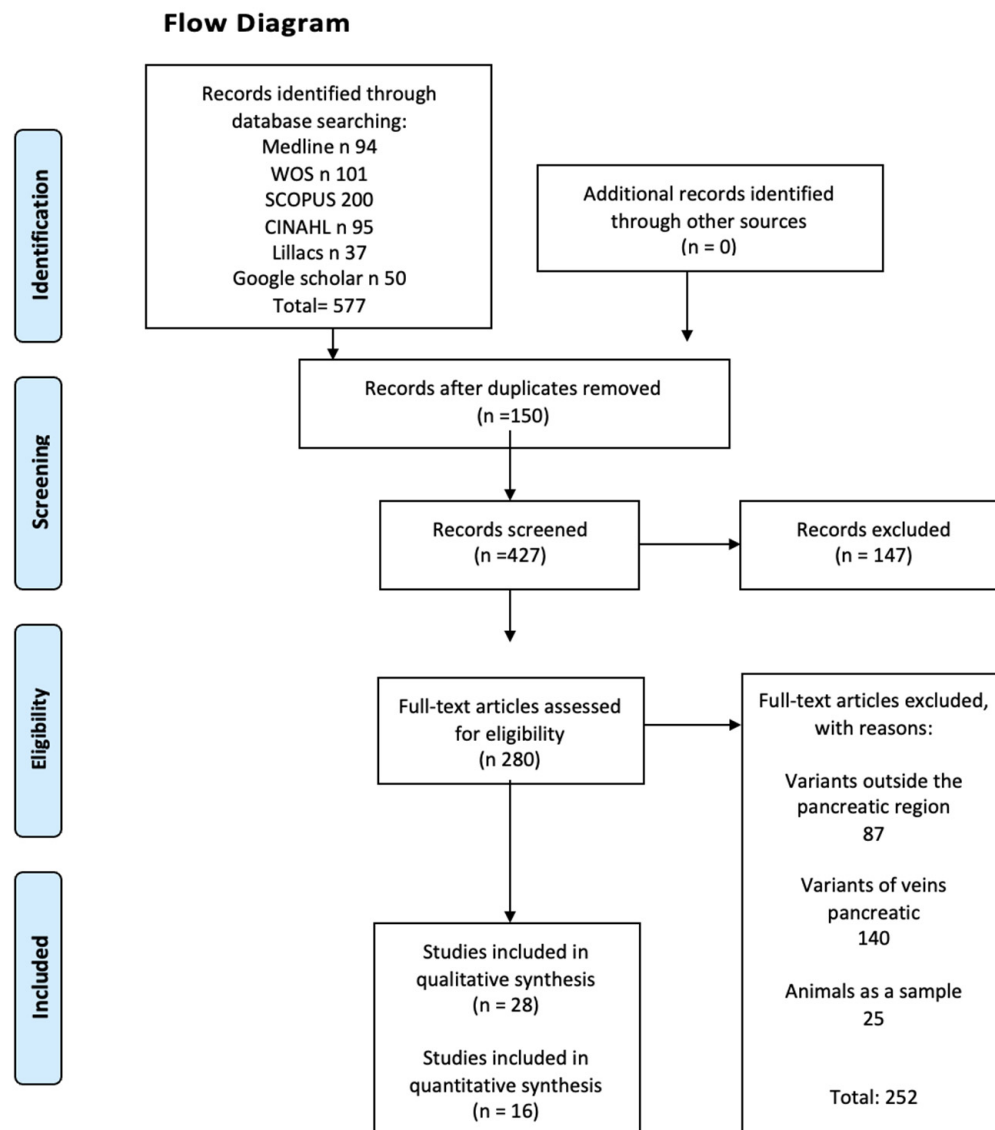 Flow Diagram
Identification
Records identified through
database searching:
Medline n 94
WOS n 101
SCOPUS 200
CINAHL n 95
Lillacs n 37
Google scholar n 50
Total= 577
Additional records identified
through other sources
(n = 0)
Screening
Records after duplicates removed
(n =150)
Records screened
(n =427)
Records excluded
(n = 147)
Eligibility
Full-text articles assessed
for eligibility
(n 280)
Full-text articles excluded,
with reasons:
Variants outside the
pancreatic region
87
Variants of veins
pancreatic
140
Animals as a sample
25
Total: 252
Included
Studies included in
qualitative synthesis
(n = 28)
Studies included in
quantitative synthesis
(n = 16)